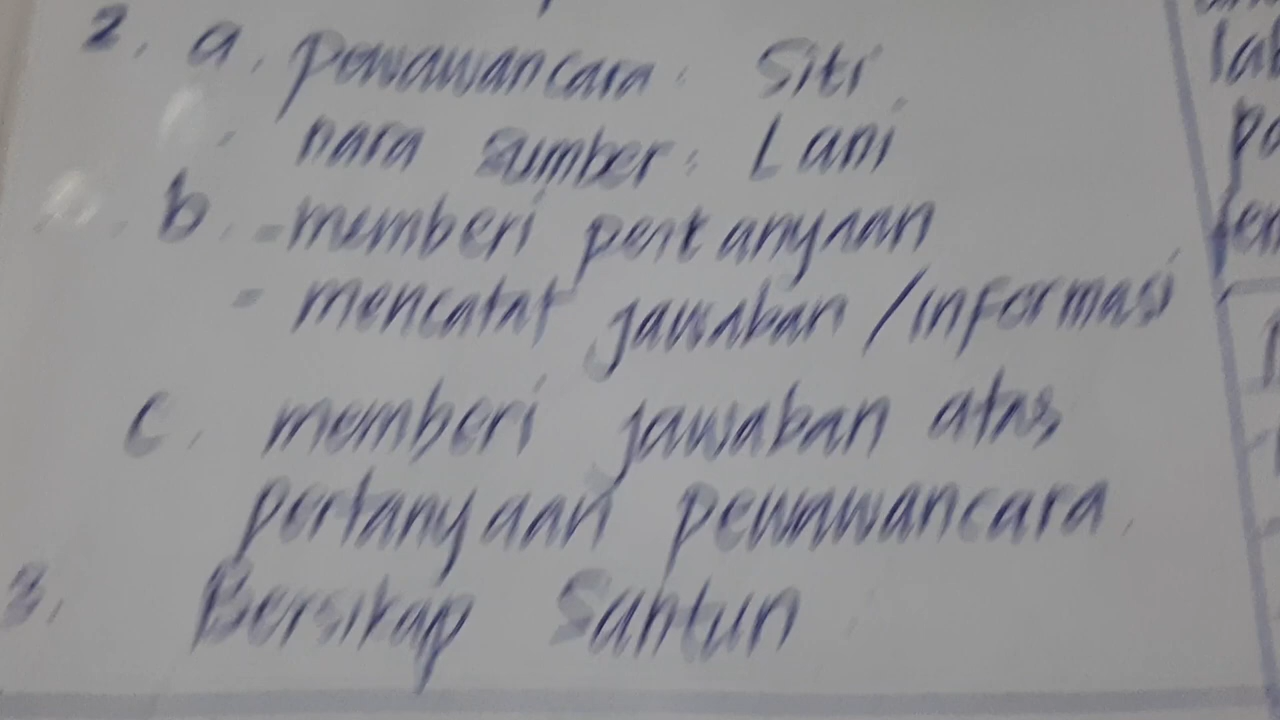 2. a. pewawancara : Siti
nara sumber : Lani
b. - memberi pertanyaan
- mencatat jawaban / informasi
c. memberi jawaban atas
pertanyaan pewawancara.
3. Bersikap Santun